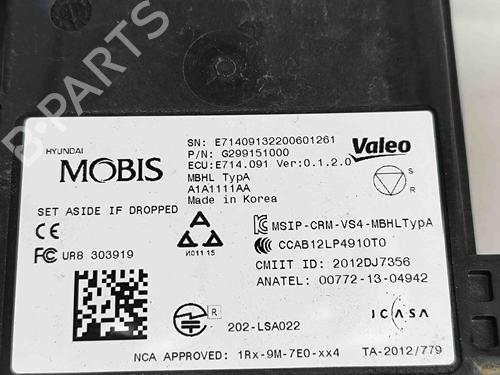 HYUNDAI
MOBIS
SN: E71409132200601261
P/N: G299151000
ECU:E714.091 Ver:0.1.2.0
MBHL TypA
A1A1111AA
Made in Korea
Valeo
S
R
SET ASIDE IF DROPPED
CE
FC UR8 303919
И011 15
MSIP-CRM-VS4-MBHLTypA
CCAB12LP4910T0
CMIIT ID: 2012DJ7356
ANATEL: 00772-13-04942
R
202-LSA022
ICASA
NCA APPROVED: 1Rx-9M-7E0-xx4
TA-2012/779